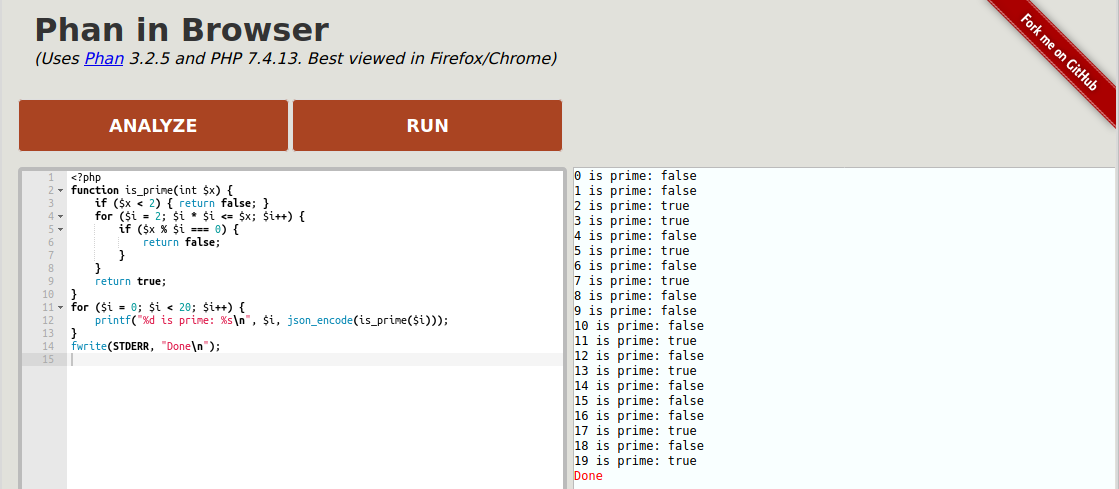 Phan in Browser
(Uses Phan 3.2.5 and PHP 7.4.13. Best viewed in Firefox/Chrome)
Fork me on GitHub
ANALYZE
RUN
1 <?php
2 function is_prime(int $x) {
3     if ($x < 2) { return false; }
4     for ($i = 2; $i * $i <= $x; $i++) {
5         if ($x % $i === 0) {
6             return false;
7         }
8     }
9     return true;
10 }
11 for ($i = 0; $i < 20; $i++) {
12     printf("%d is prime: %s\n", $i, json_encode(is_prime($i)));
13 }
14 fwrite(STDERR, "Done\n");
15
0 is prime: false
1 is prime: false
2 is prime: true
3 is prime: true
4 is prime: false
5 is prime: true
6 is prime: false
7 is prime: true
8 is prime: false
9 is prime: false
10 is prime: false
11 is prime: true
12 is prime: false
13 is prime: true
14 is prime: false
15 is prime: false
16 is prime: false
17 is prime: true
18 is prime: false
19 is prime: true
Done